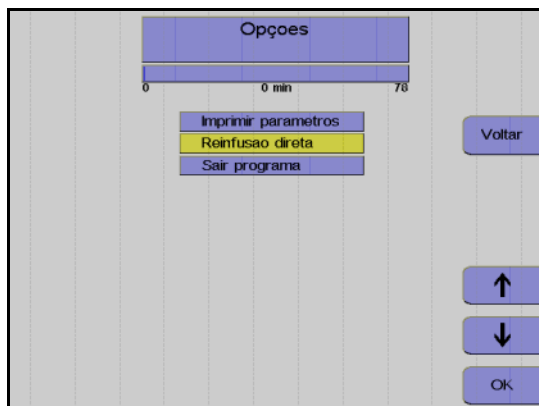 Opçoes
0 0 min 78
Imprimir parametros
Reinfusao direta
Sair programa
Voltar
↑
↓
OK